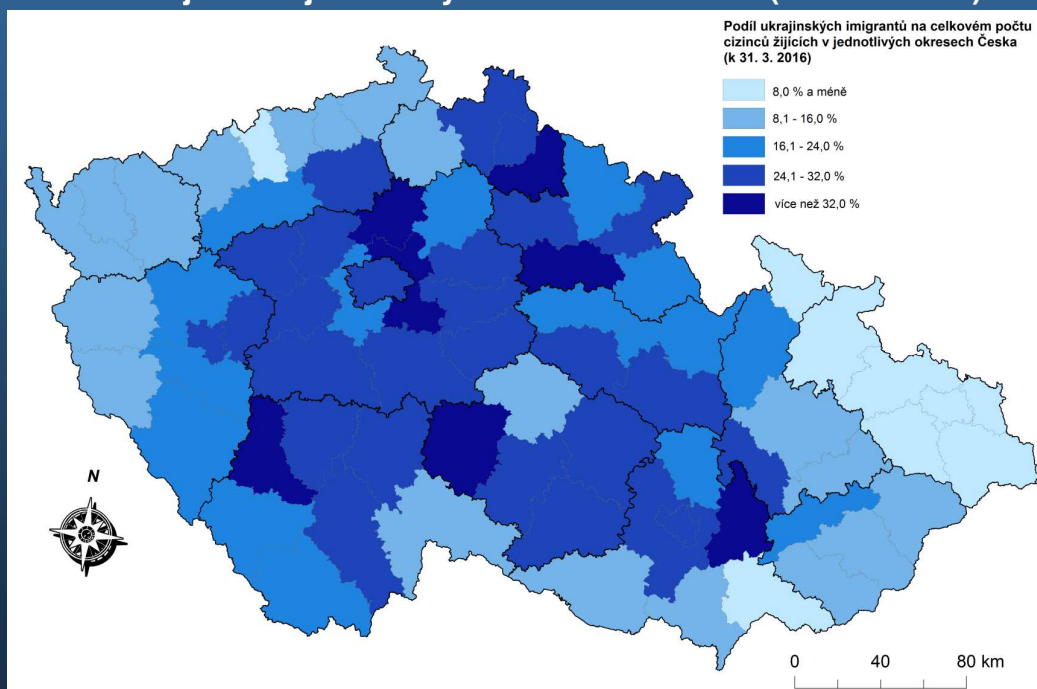 Podíl ukrajinských imigrantů na celkovém počtu
cizinců žijících v jednotlivých okresech Česka
(k 31. 3. 2016)
8,0 % a méně
8,1 - 16,0 %
16,1 - 24,0 %
24,1 - 32,0 %
více než 32,0 %
N
0 40 80 km